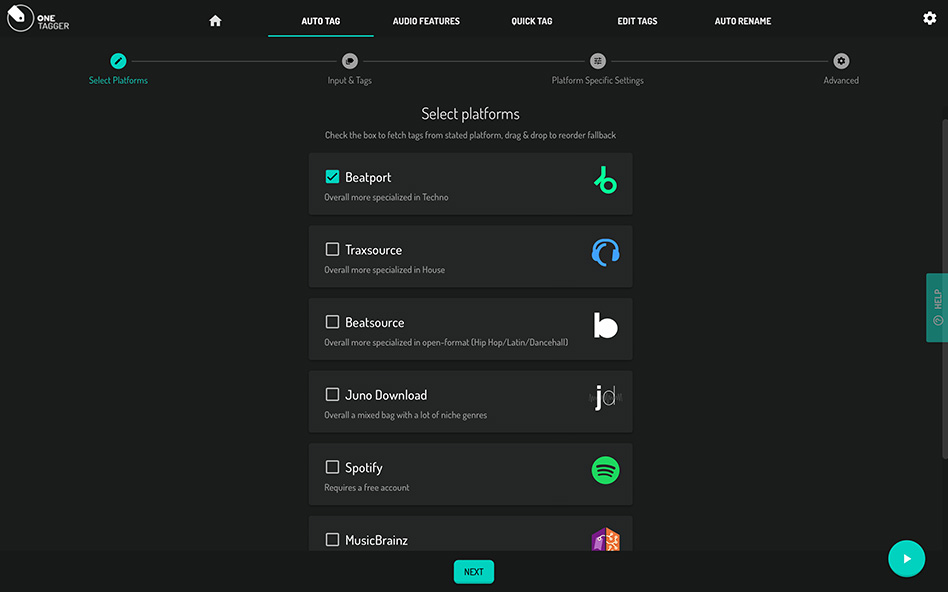 ONE
TAGGER
AUTO TAG
AUDIO FEATURES
QUICK TAG
EDIT TAGS
AUTO RENAME
Select Platforms
Input & Tags
Platform Specific Settings
Advanced
Select platforms
Check the box to fetch tags from stated platform, drag & drop to reorder fallback
Beatport
Overall more specialized in Techno
Traxsource
Overall more specialized in House
Beatsource
Overall more specialized in open-format (Hip Hop/Latin/Dancehall)
b
Juno Download
jd
Overall a mixed bag with a lot of niche genres
Spotify
Requires a free account
MusicBrainz
HELP
NEXT